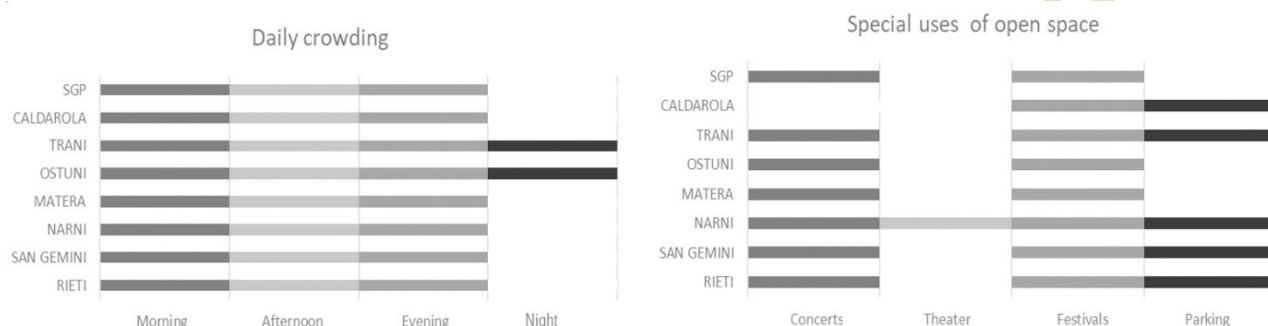 Daily crowding
SGP
CALDAROLA
TRANI
OSTUNI
MATERA
NARNI
SAN GEMINI
RIETI
Morning
Afternoon
Evening
Night
Special uses of open space
SGP
CALDAROLA
TRANI
OSTUNI
MATERA
NARNI
SAN GEMINI
RIETI
Concerts
Theater
Festivals
Parking